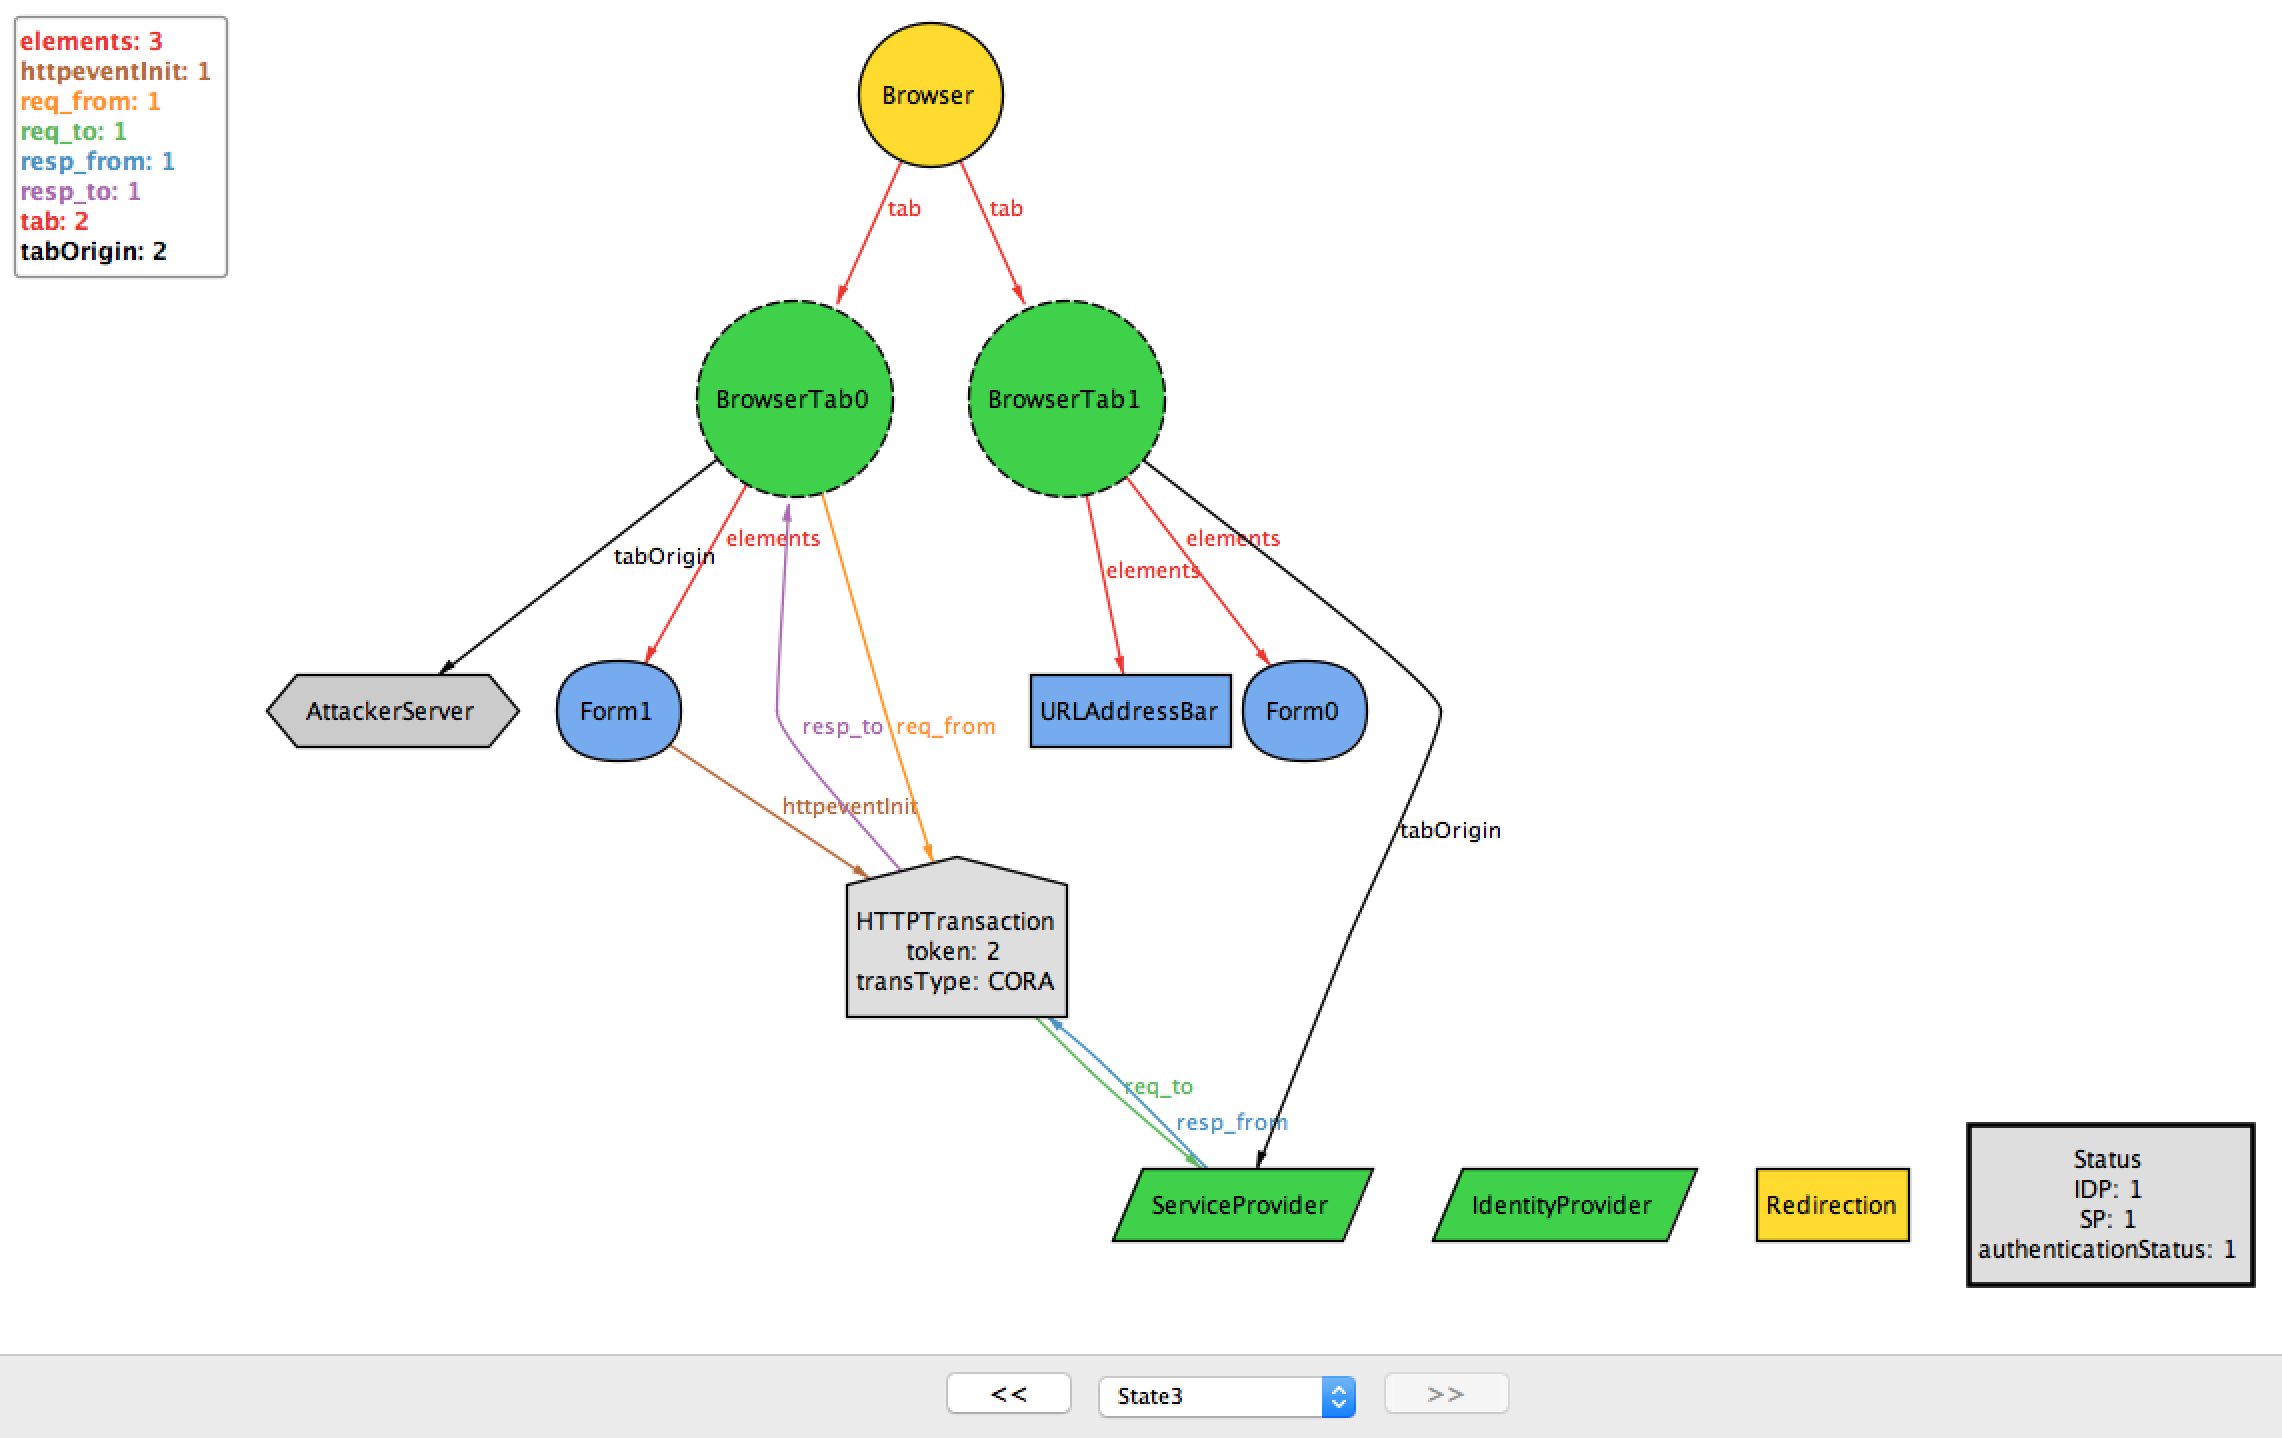 elements: 3
httpeventInit: 1
req_from: 1
req_to: 1
resp_from: 1
resp_to: 1
tab: 2
tabOrigin: 2
Browser
tab
tab
BrowserTab0
BrowserTab1
elements
elements
tabOrigin
elements
AttackerServer
Form1
URLAddressBar
Form0
resp_to
req_from
httpeventInit
tabOrigin
HTTPTransaction
token: 2
transType: CORA
req_to
resp_from
ServiceProvider
IdentityProvider
Redirection
Status
IDP: 1
SP: 1
authenticationStatus: 1
<<
State3
>>